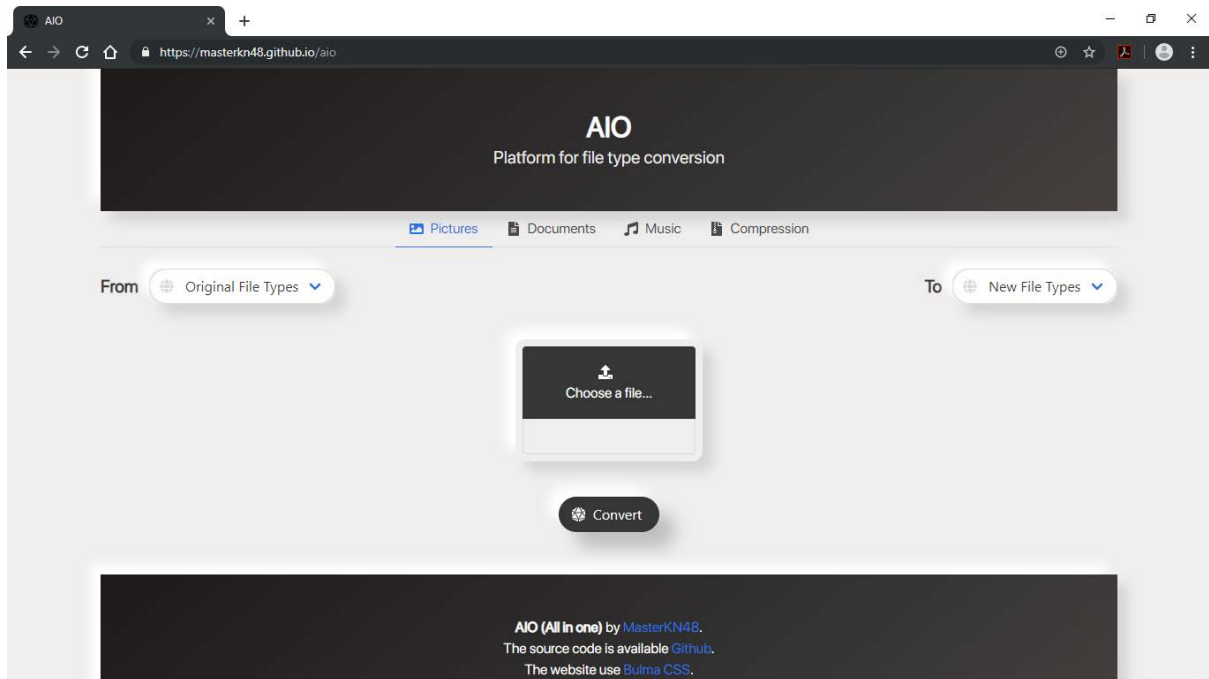 AIO
https://masterkn48.github.io/aio
AIO
Platform for file type conversion
Pictures Documents Music Compression
From Original File Types To New File Types
Choose a file...
Convert
AIO (All in one) by MasterKN48.
The source code is available Github.
The website use Bulma CSS.